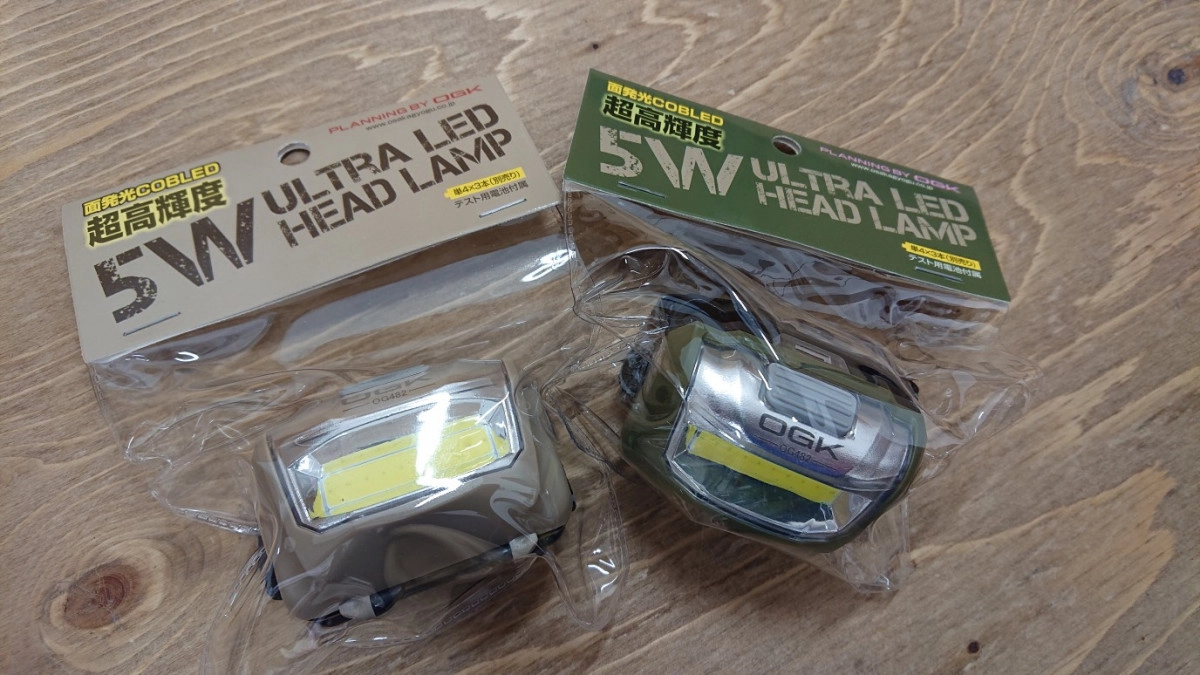 PLANNING BY OGK
面発光COBLED
超高輝度
5W ULTRA LED
HEAD LAMP
単4×3本(別売り)
テスト用電池付属
OGK
OG482
面発光COBLED
超高輝度
PLANNING BY OGK
5W ULTRA LED
HEAD LAMP
単4×3本(別売り)
テスト用電池付属
OGK
OG482